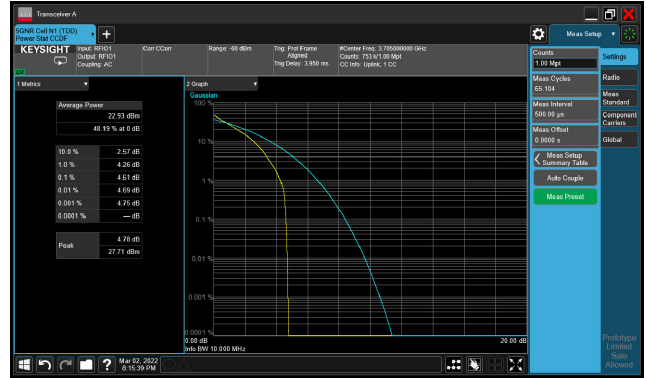 Transceiver A
5GNR Cell N1 (TDD)
Power Stat CCDF
KEYSIGHT
Input: RFIO1
Output: RFIO1
Coupling: AC
Corr CCorr
Range: -60 dBm
Trig: Prot Frame
Aligned
Trig Delay: 3.950 ms
#Center Freq: 3.705000000 GHz
Counts: 753 k/1.00 Mpt
CC Info: Uplink, 1 CC
Meas Setup
1 Metrics
Average Power
22.93 dBm
48.19 % at 0 dB
10.0 % 2.57 dB
1.0 % 4.26 dB
0.1 % 4.61 dB
0.01 % 4.69 dB
0.001 % 4.75 dB
0.0001 % --- dB
Peak
4.78 dB
27.71 dBm
2 Graph
Gaussian
100 %
10 %
1 %
0.1 %
0.01 %
0.001 %
0.0001 %
0.00 dB
20.00 dB
Info BW 10.000 MHz
Counts
1.00 Mpt
Meas Cycles
65.104
Meas Interval
500.00 µs
Meas Offset
0.0000 s
Meas Setup
Summary Table
Auto Couple
Meas Preset
Settings
Radio
Meas
Standard
Component
Carriers
Global
Prototype
Limited
Sale
Allowed
?
Mar 02, 2022
8:15:39 PM